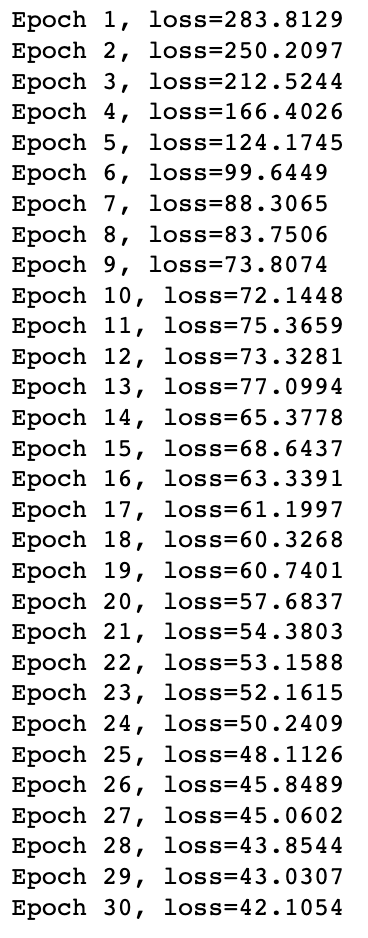 Epoch 1, loss=283.8129
Epoch 2, loss=250.2097
Epoch 3, loss=212.5244
Epoch 4, loss=166.4026
Epoch 5, loss=124.1745
Epoch 6, loss=99.6449
Epoch 7, loss=88.3065
Epoch 8, loss=83.7506
Epoch 9, loss=73.8074
Epoch 10, loss=72.1448
Epoch 11, loss=75.3659
Epoch 12, loss=73.3281
Epoch 13, loss=77.0994
Epoch 14, loss=65.3778
Epoch 15, loss=68.6437
Epoch 16, loss=63.3391
Epoch 17, loss=61.1997
Epoch 18, loss=60.3268
Epoch 19, loss=60.7401
Epoch 20, loss=57.6837
Epoch 21, loss=54.3803
Epoch 22, loss=53.1588
Epoch 23, loss=52.1615
Epoch 24, loss=50.2409
Epoch 25, loss=48.1126
Epoch 26, loss=45.8489
Epoch 27, loss=45.0602
Epoch 28, loss=43.8544
Epoch 29, loss=43.0307
Epoch 30, loss=42.1054